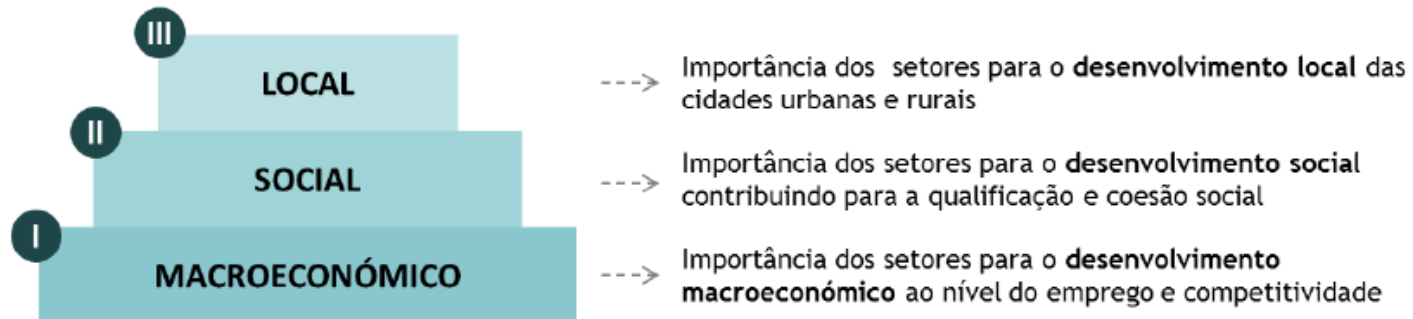 III
LOCAL
Importância dos setores para o desenvolvimento local das
cidades urbanas e rurais
II
SOCIAL
Importância dos setores para o desenvolvimento social
contribuindo para a qualificação e coesão social
I
MACROECONÓMICO
Importância dos setores para o desenvolvimento
macroeconómico ao nível do emprego e competitividade